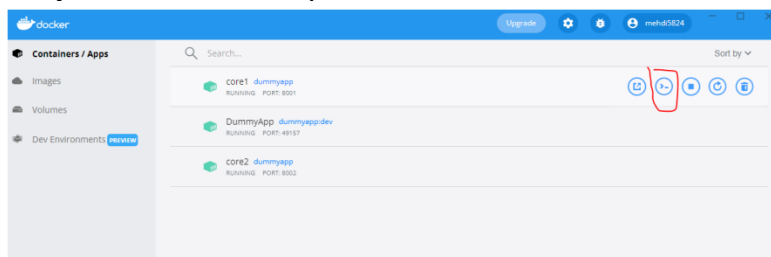 docker
Upgrade
mehdi5824
Containers / Apps
Search...
Sort by
core1 dummyapp
RUNNING PORT: 8001
Images
Volumes
DummyApp dummyapp:dev
RUNNING PORT: 49157
Dev Environments PREVIEW
core2 dummyapp
RUNNING PORT: 8002